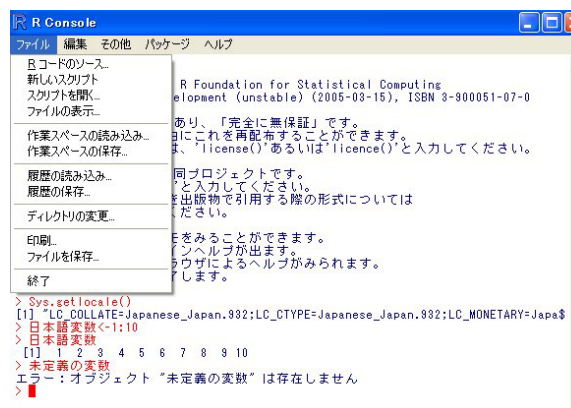 R Console
ファイル 編集 その他 パッケージ ヘルプ
Rコードのソース...
新しいスクリプト
スクリプトを開く...
ファイルの表示...
作業スペースの読み込み...
作業スペースの保存...
履歴の読み込み...
履歴の保存...
ディレクトリの変更...
印刷...
ファイルを保存...
終了
R Foundation for Statistical Computing
elopment (unstable) (2005-03-15), ISBN 3-900051-07-0
あり、「完全に無保証」です。
由にこれを再配布することができます。
は、'license()'あるいは'licence()'と入力してください。
同プロジェクトです。
'と入力してください。
出版物で引用する際の形式については
ださい。
モをみることができます。
インヘルプが出ます。
ラウザによるヘルプがみられます。
了します。
> Sys.getlocale()
[1] "LC_COLLATE=Japanese_Japan.932;LC_CTYPE=Japanese_Japan.932;LC_MONETARY=Japa$
> 日本語変数<-1:10
> 日本語変数
[1] 1 2 3 4 5 6 7 8 9 10
> 未定義の変数
エラー:オブジェクト "未定義の変数" は存在しません
>